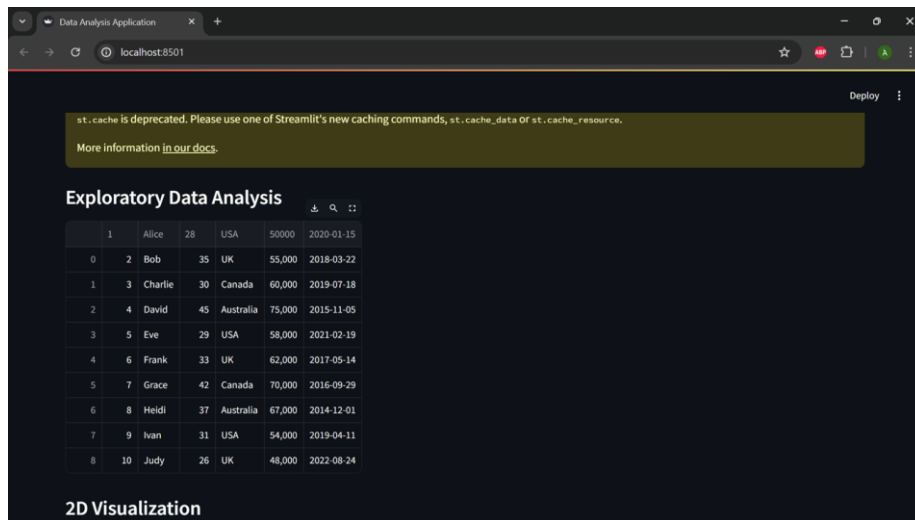 Data Analysis Application
localhost:8501
ABP
A
Deploy
st.cache is deprecated. Please use one of Streamlit's new caching commands, st.cache_data or st.cache_resource.
More information in our docs.
Exploratory Data Analysis
1 Alice 28 USA 50000 2020-01-15
0 2 Bob 35 UK 55,000 2018-03-22
1 3 Charlie 30 Canada 60,000 2019-07-18
2 4 David 45 Australia 75,000 2015-11-05
3 5 Eve 29 USA 58,000 2021-02-19
4 6 Frank 33 UK 62,000 2017-05-14
5 7 Grace 42 Canada 70,000 2016-09-29
6 8 Heidi 37 Australia 67,000 2014-12-01
7 9 Ivan 31 USA 54,000 2019-04-11
8 10 Judy 26 UK 48,000 2022-08-24
2D Visualization